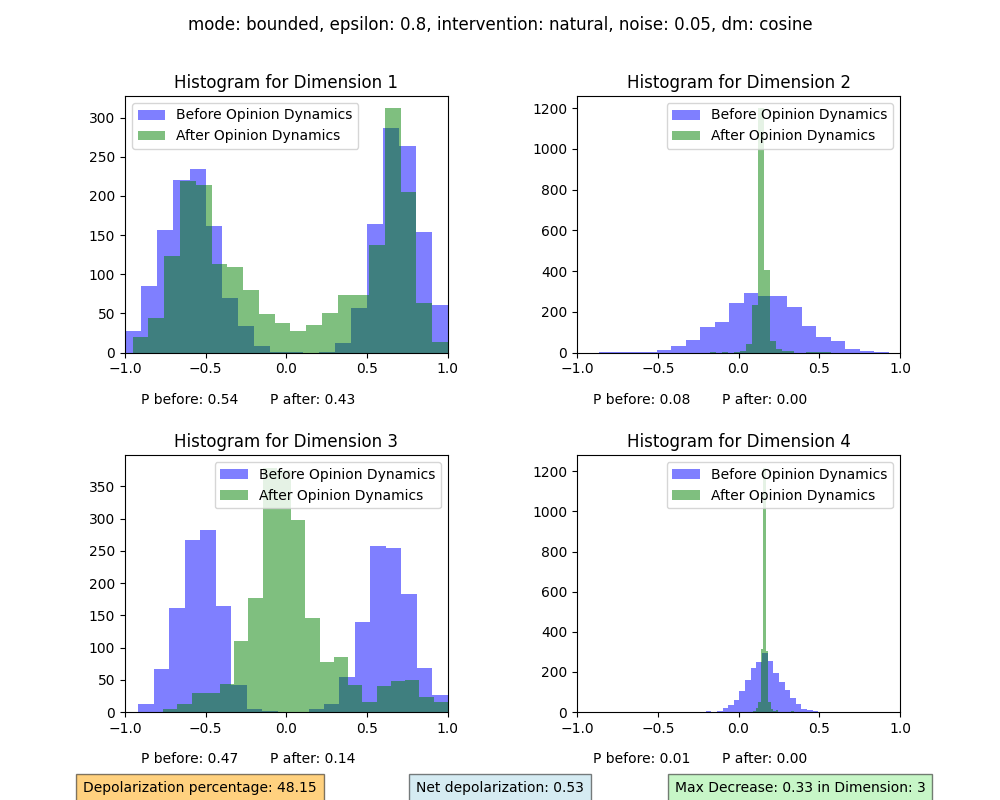 mode: bounded, epsilon: 0.8, intervention: natural, noise: 0.05, dm: cosine
Histogram for Dimension 1
Before Opinion Dynamics
After Opinion Dynamics
300
250
200
150
100
50
0
−1.0 −0.5 0.0 0.5 1.0
P before: 0.54 P after: 0.43
Histogram for Dimension 2
Before Opinion Dynamics
After Opinion Dynamics
1200
1000
800
600
400
200
0
−1.0 −0.5 0.0 0.5 1.0
P before: 0.08 P after: 0.00
Histogram for Dimension 3
Before Opinion Dynamics
After Opinion Dynamics
350
300
250
200
150
100
50
0
−1.0 −0.5 0.0 0.5 1.0
P before: 0.47 P after: 0.14
Histogram for Dimension 4
Before Opinion Dynamics
After Opinion Dynamics
1200
1000
800
600
400
200
0
−1.0 −0.5 0.0 0.5 1.0
P before: 0.01 P after: 0.00
Depolarization percentage: 48.15
Net depolarization: 0.53
Max Decrease: 0.33 in Dimension: 3